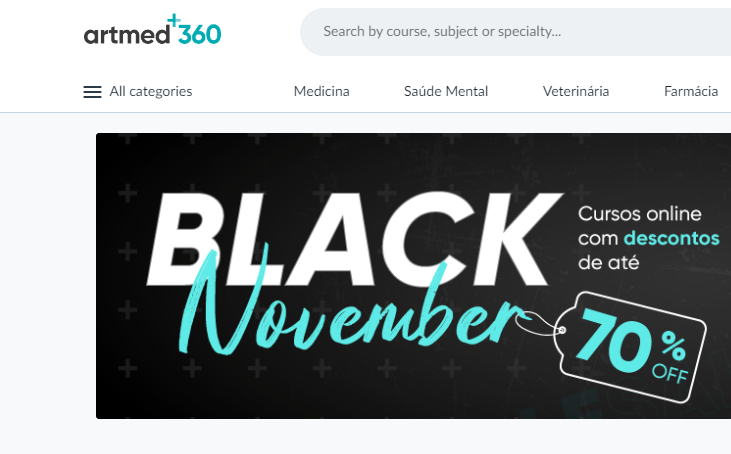 artmed+360
Search by course, subject or specialty...
All categories
Medicina
Saúde Mental
Veterinária
Farmácia
BLACK
November
Cursos online
com descontos
de até
70%
OFF